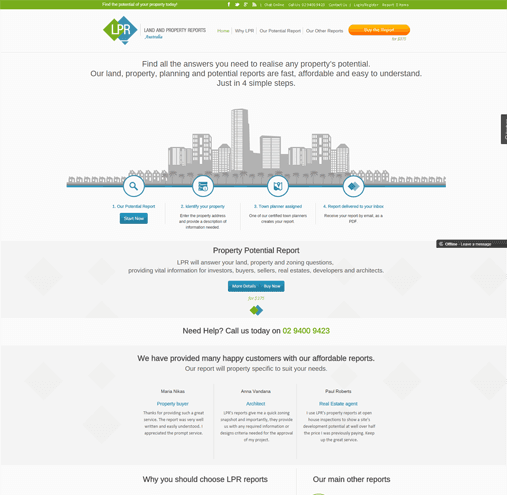 Find the potential of your property today!
Chat Online
Call Us: 02 9400 9423
Contact Us
Login/Register
Basket: 0 Items
LPR
LAND AND PROPERTY REPORTS
Australia
Home
Why LPR
Our Potential Report
Our Other Reports
Buy the Report
for $375
Find all the answers you need to realise any property's potential.
Our land, property, planning and potential reports are fast, affordable and easy to understand.
Just in 4 simple steps.
1. Our Potential Report
Start Now
2. Identify your property
Enter the property address
and provide a description of
information needed.
3. Town planner assigned
One of our certified town planners
creates your report
4. Report delivered to your inbox
Receive your report by email, as a
PDF.
Offline - Leave a message
Property Potential Report
LPR will answer your land, property and zoning questions,
providing vital information for investors, buyers, sellers, real estates, developers and architects.
More Details
Buy Now
for $375
Need Help? Call us today on 02 9400 9423
We have provided many happy customers with our affordable reports.
Our report will property specific to suit your needs.
Maria Nikas
Property buyer
Thanks for providing such a great
service. The report was very well
written and easily understood. I
appreciated the prompt service.
Anna Vandana
Architect
LPR's reports give me a quick zoning
snapshot and importantly, they provide
us with any required information or
designs criteria needed for the approval
of my project.
Paul Roberts
Real Estate agent
I use LPR's property reports at open
house inspections to show a site's
development potential at well over half
the price I was previously paying. Keep
up the great service.
Why you should choose LPR reports
Our main other reports